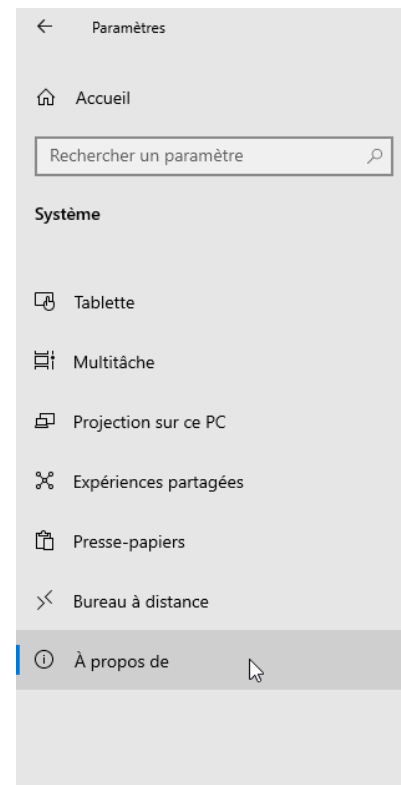 Paramètres
Accueil
Rechercher un paramètre
Système
Tablette
Multitâche
Projection sur ce PC
Expériences partagées
Presse-papiers
Bureau à distance
À propos de